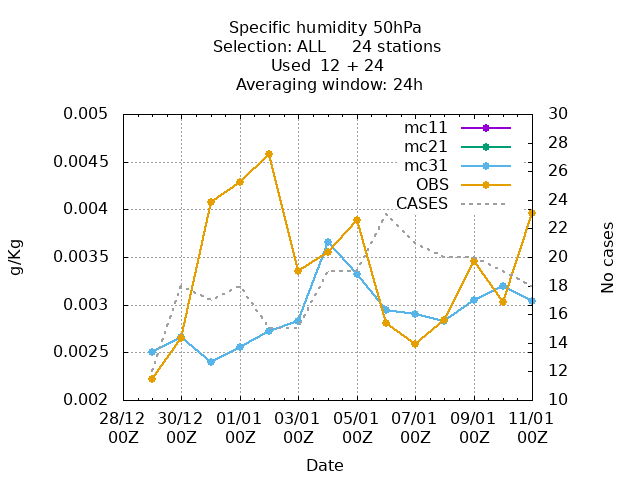 Specific humidity 50hPa
Selection: ALL 24 stations
Used 12 + 24
Averaging window: 24h
0.005
0.0045
0.004
0.0035
0.003
0.0025
0.002
g/Kg
mc11
mc21
mc31
OBS
CASES
30
28
26
24
22
20
18
16
14
12
10
No cases
28/12 30/12 01/01 03/01 05/01 07/01 09/01 11/01
00Z 00Z 00Z 00Z 00Z 00Z 00Z 00Z
Date